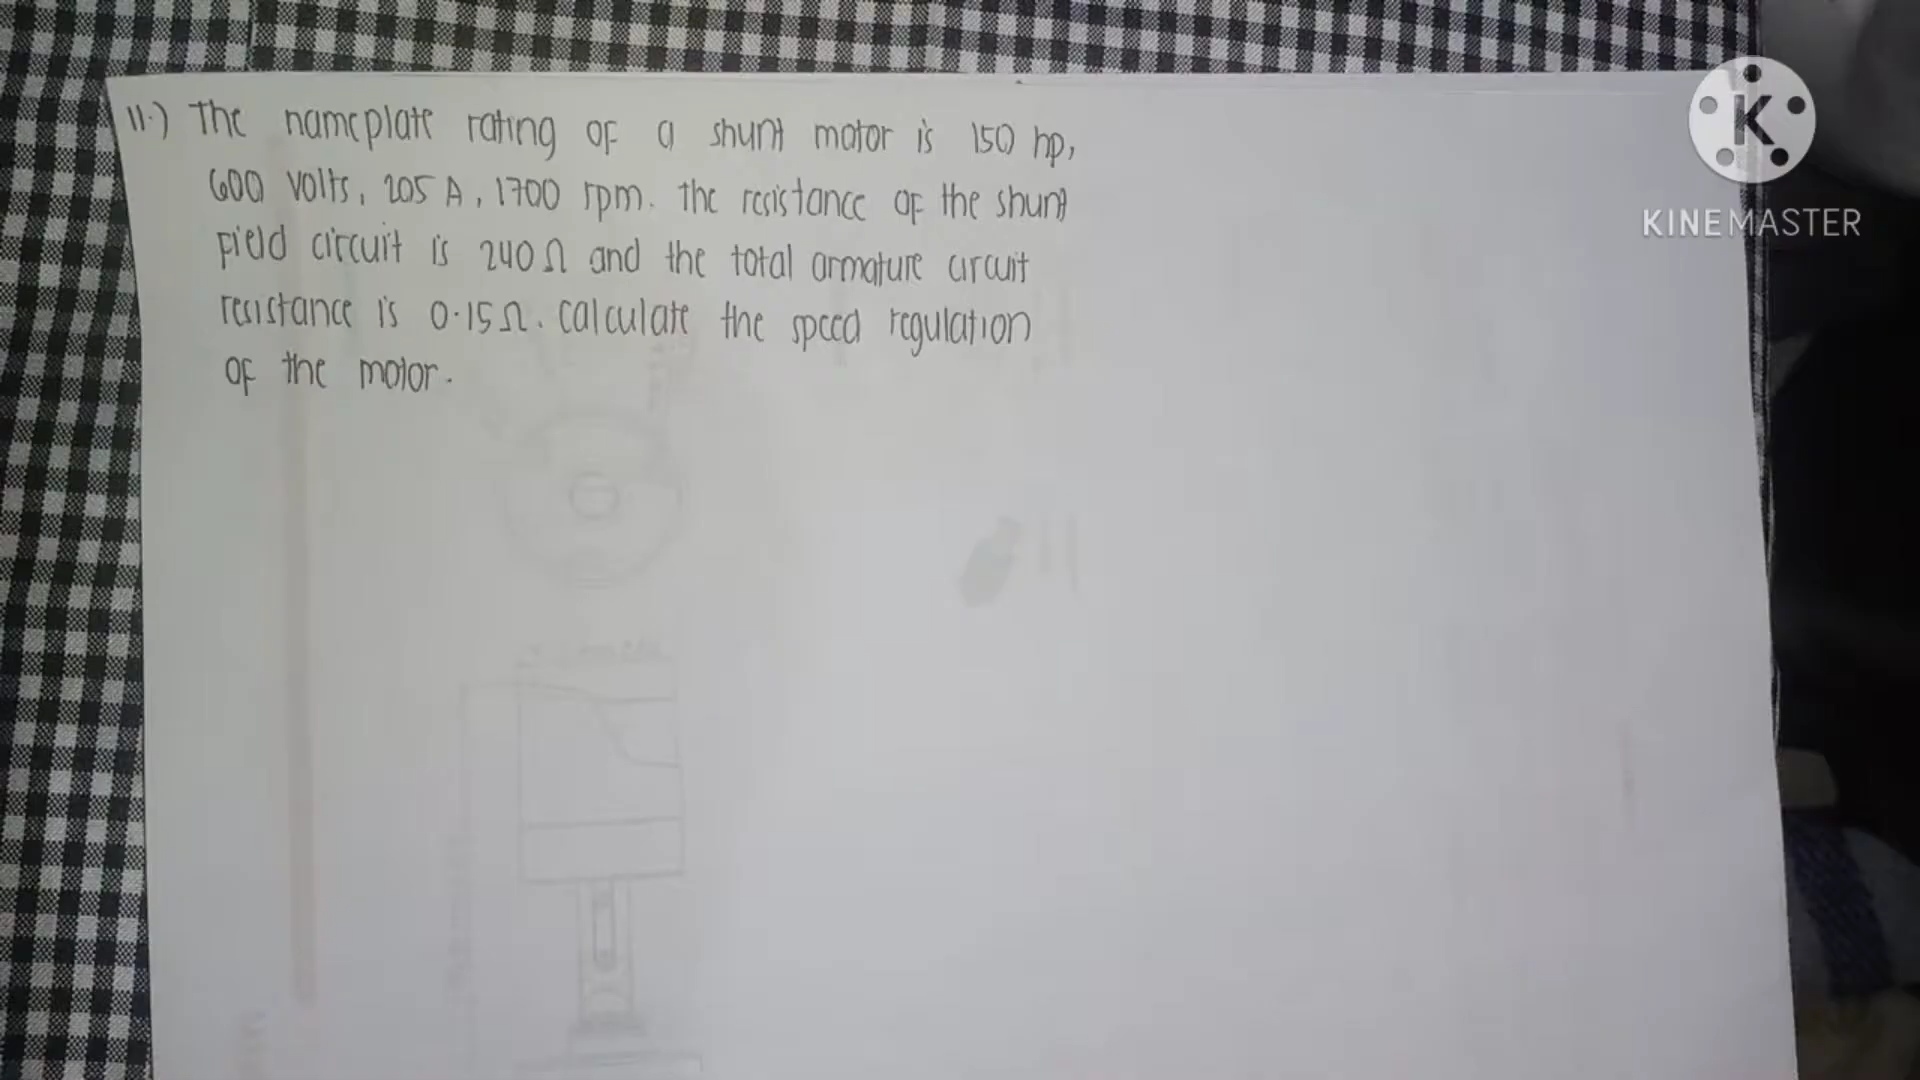 11.) The nameplate rating of a shunt motor is 150 hp,
600 volts, 205 A, 1700 rpm. The resistance of the shunt
field circuit is 240 Ω and the total armature circuit
resistance is 0.15 Ω. Calculate the speed regulation
of the motor.
K
KINEMASTER